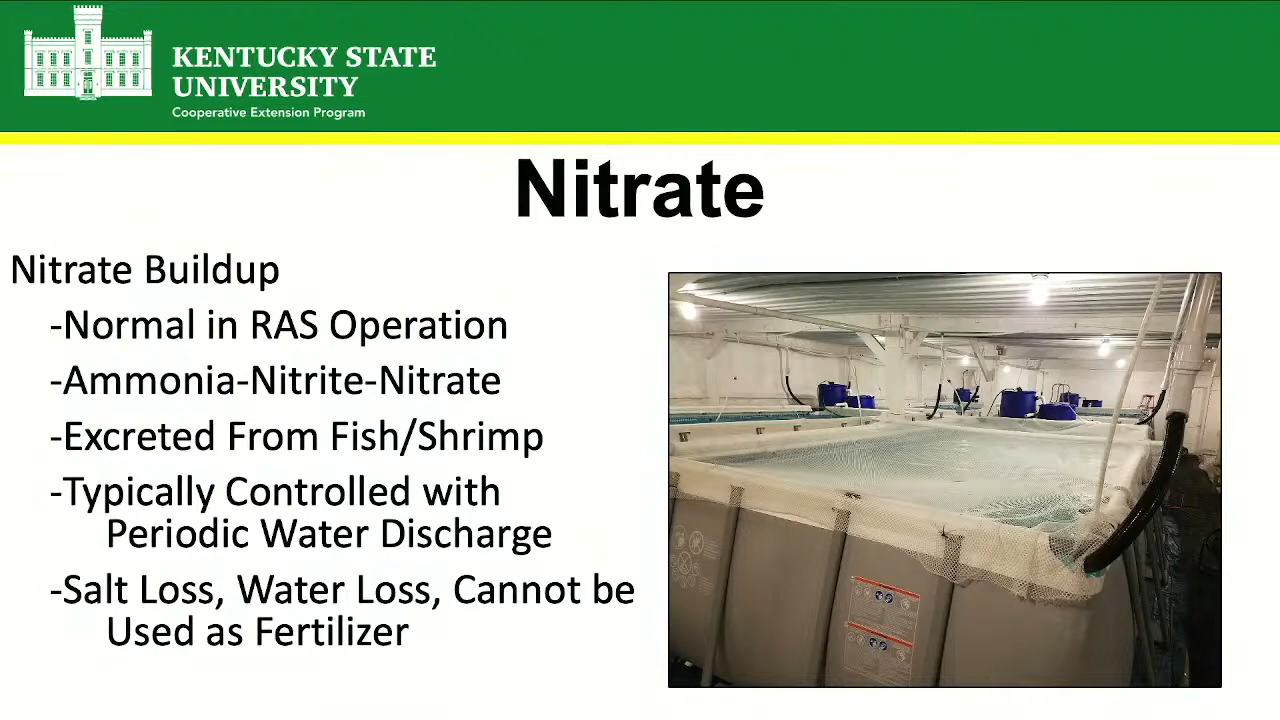 KENTUCKY STATE
UNIVERSITY
Cooperative Extension Program
Nitrate
Nitrate Buildup
-Normal in RAS Operation
-Ammonia-Nitrite-Nitrate
-Excreted From Fish/Shrimp
-Typically Controlled with
Periodic Water Discharge
-Salt Loss, Water Loss, Cannot be
Used as Fertilizer